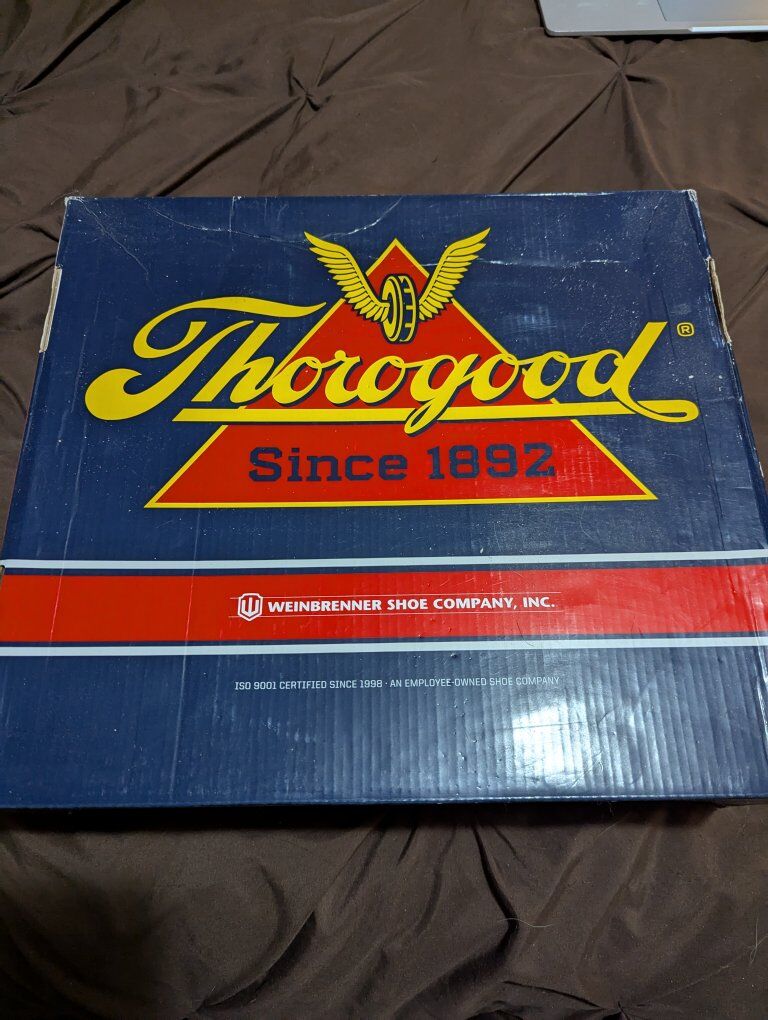 Thorogood ®
Since 1892
WEINBRENNER SHOE COMPANY, INC.
ISO 9001 CERTIFIED SINCE 1998 · AN EMPLOYEE-OWNED SHOE COMPANY